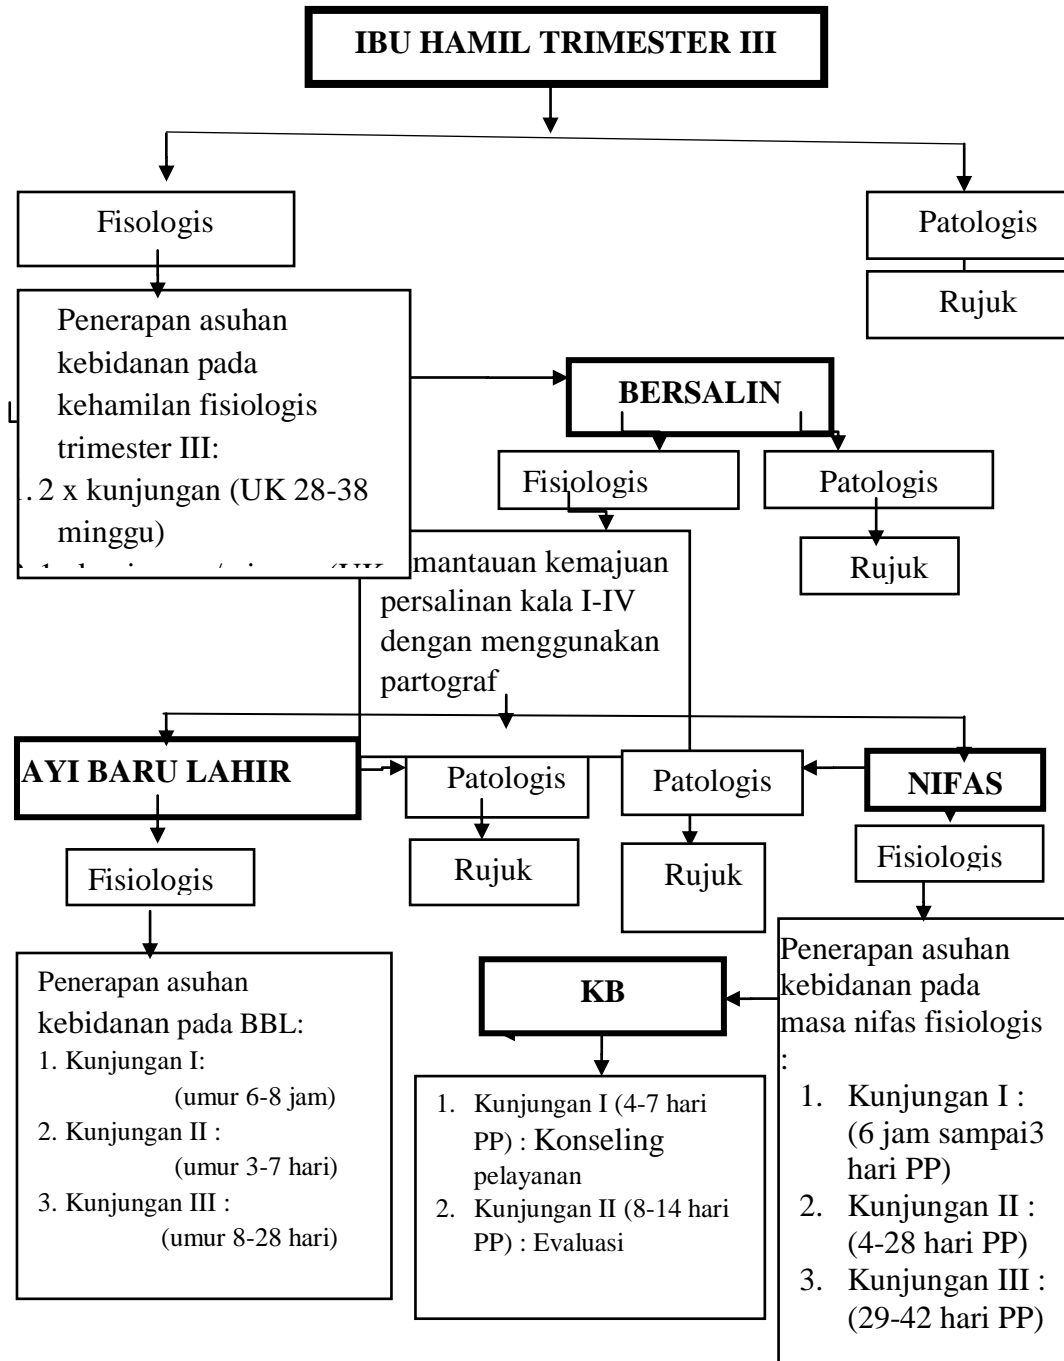 IBU HAMIL TRIMESTER III
Fisologis
Patologis
Rujuk
Penerapan asuhan
kebidanan pada
kehamilan fisiologis
trimester III:
. 2 x kunjungan (UK 28-38
minggu)
BERSALIN
Fisiologis
Patologis
Rujuk
mantauan kemajuan
persalinan kala I-IV
dengan menggunakan
partograf
AYI BARU LAHIR
Patologis
Patologis
NIFAS
Fisiologis
Rujuk
Rujuk
Fisiologis
Penerapan asuhan
kebidanan pada BBL:
1. Kunjungan I:
(umur 6-8 jam)
2. Kunjungan II :
(umur 3-7 hari)
3. Kunjungan III :
(umur 8-28 hari)
KB
1. Kunjungan I (4-7 hari
PP) : Konseling
pelayanan
2. Kunjungan II (8-14 hari
PP) : Evaluasi
Penerapan asuhan
kebidanan pada
masa nifas fisiologis
:
1. Kunjungan I :
(6 jam sampai3
hari PP)
2. Kunjungan II :
(4-28 hari PP)
3. Kunjungan III :
(29-42 hari PP)